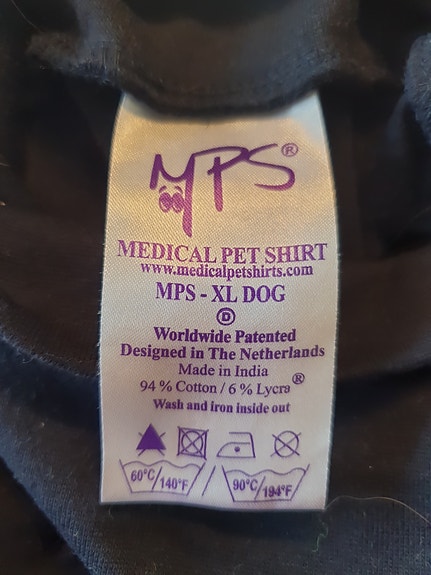 MPS®
MEDICAL PET SHIRT
www.medicalpetshirts.com
MPS - XL DOG
D
Worldwide Patented
Designed in The Netherlands
Made in India
94 % Cotton / 6 % Lycra®
Wash and iron inside out
60°C/140°F / 90°C/194°F